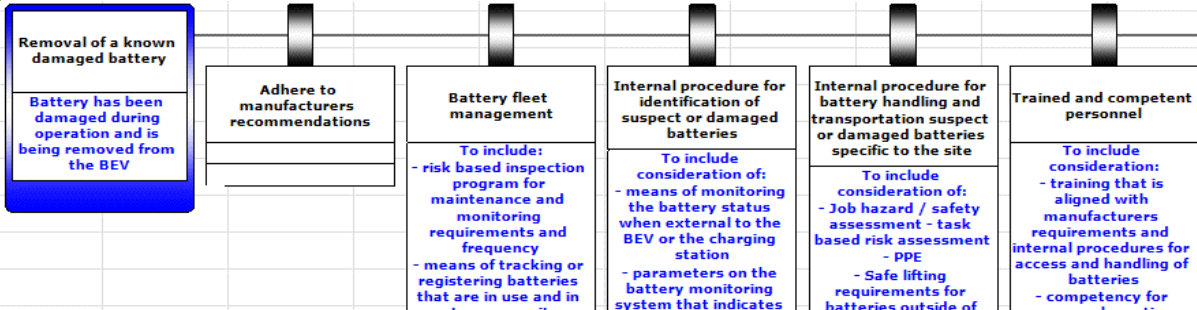 Removal of a known
damaged battery
Battery has been
damaged during
operation and is
being removed from
the BEV
Adhere to
manufacturers
recommendations
Battery fleet
management
To include:
- risk based inspection
program for
maintenance and
monitoring
requirements and
frequency
- means of tracking or
registering batteries
that are in use and in
Internal procedure for
identification of
suspect or damaged
batteries
To include
consideration of:
- means of monitoring
the battery status
when external to the
BEV or the charging
station
- parameters on the
battery monitoring
system that indicates
Internal procedure for
battery handling and
transportation suspect
or damaged batteries
specific to the site
To include
consideration of:
- Job hazard / safety
assessment - task
based risk assessment
- PPE
- Safe lifting
requirements for
batteries outside of
Trained and competent
personnel
To include
consideration:
- training that is
aligned with
manufacturers
requirements and
internal procedures for
access and handling of
batteries
- competency for